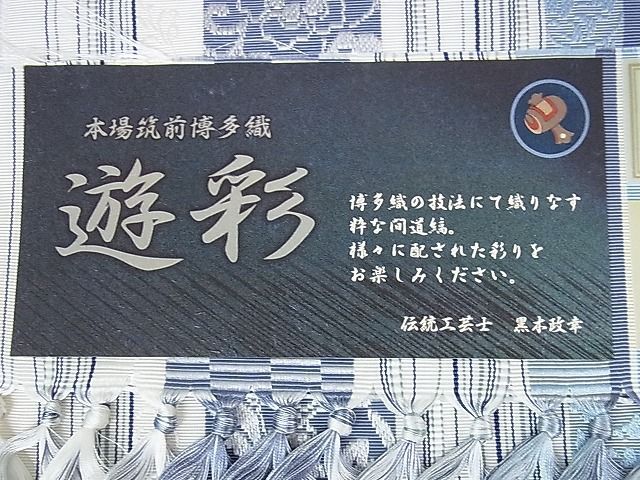 本場筑前博多織
遊彩
博多織の技法にて織りなす
粋な間道縞。
様々に配された彩りを
お楽しみください。
伝統工芸士 黒木政幸